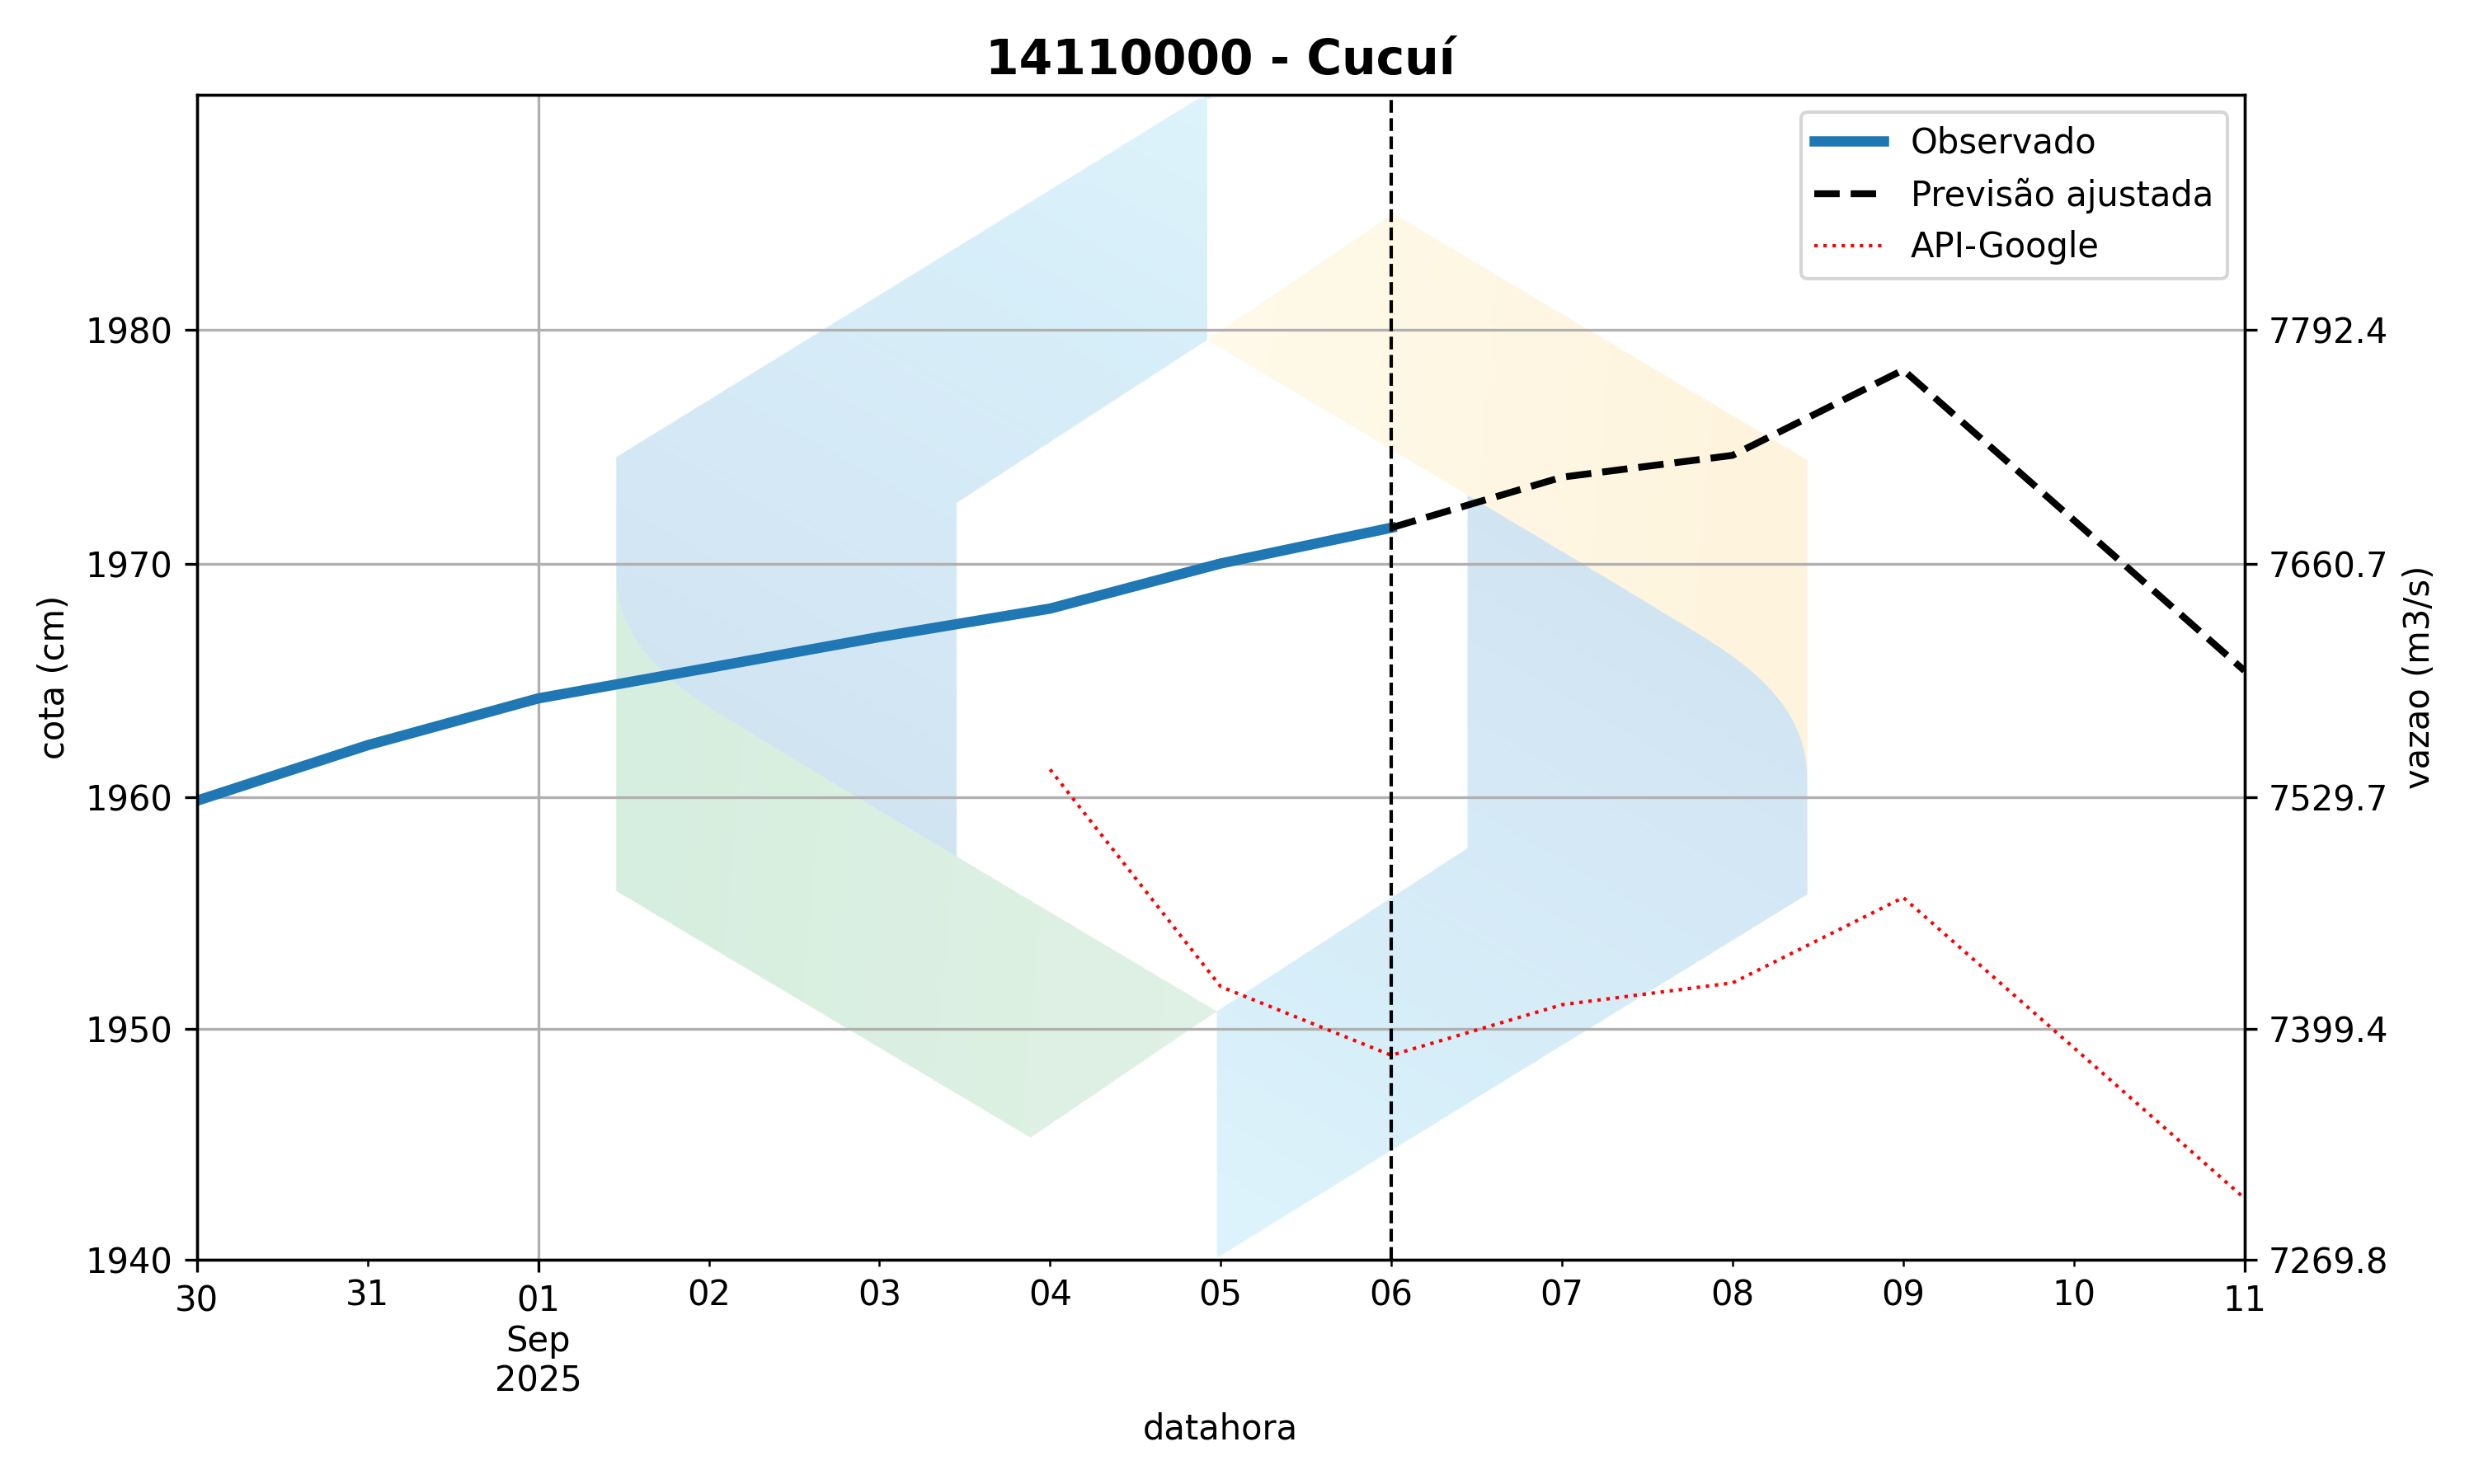 14110000 - Cucuí
Observado
Previsão ajustada
API-Google
1980
1970
1960
1950
1940
cota (cm)
7792.4
7660.7
7529.7
7399.4
7269.8
vazao (m3/s)
30 31 01 02 03 04 05 06 07 08 09 10 11
Sep
2025
datahora